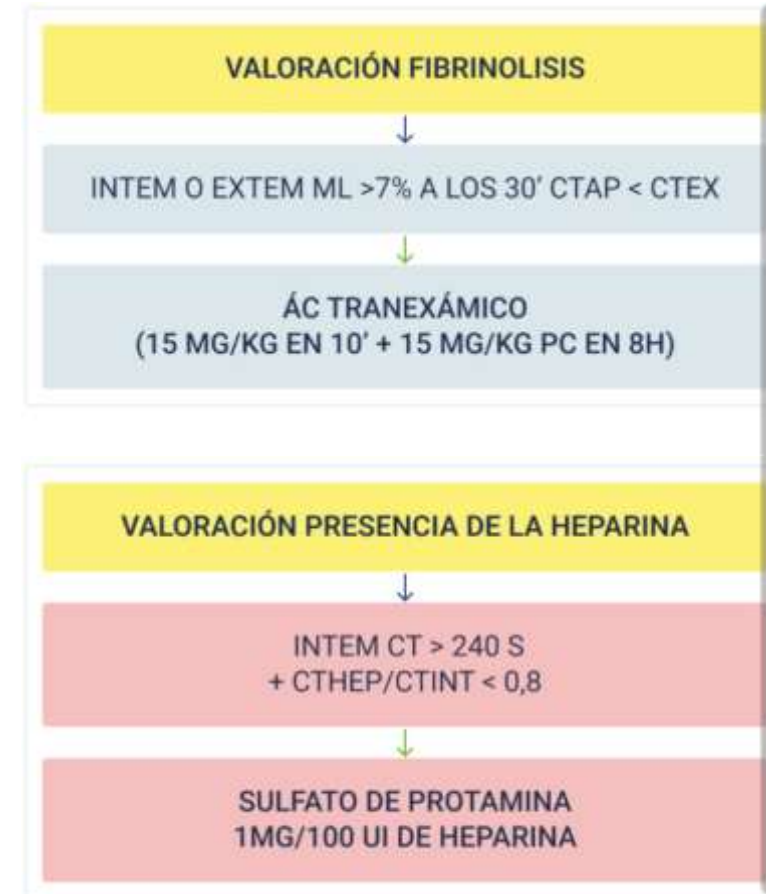 VALORACIÓN FIBRINOLISIS
INTEM O EXTEM ML >7% A LOS 30' CTAP < CTEX
ÁC TRANEXÁMICO
(15 MG/KG EN 10' + 15 MG/KG PC EN 8H)
VALORACIÓN PRESENCIA DE LA HEPARINA
INTEM CT > 240 S
+ CTHEP/CTINT < 0,8
SULFATO DE PROTAMINA
1MG/100 UI DE HEPARINA